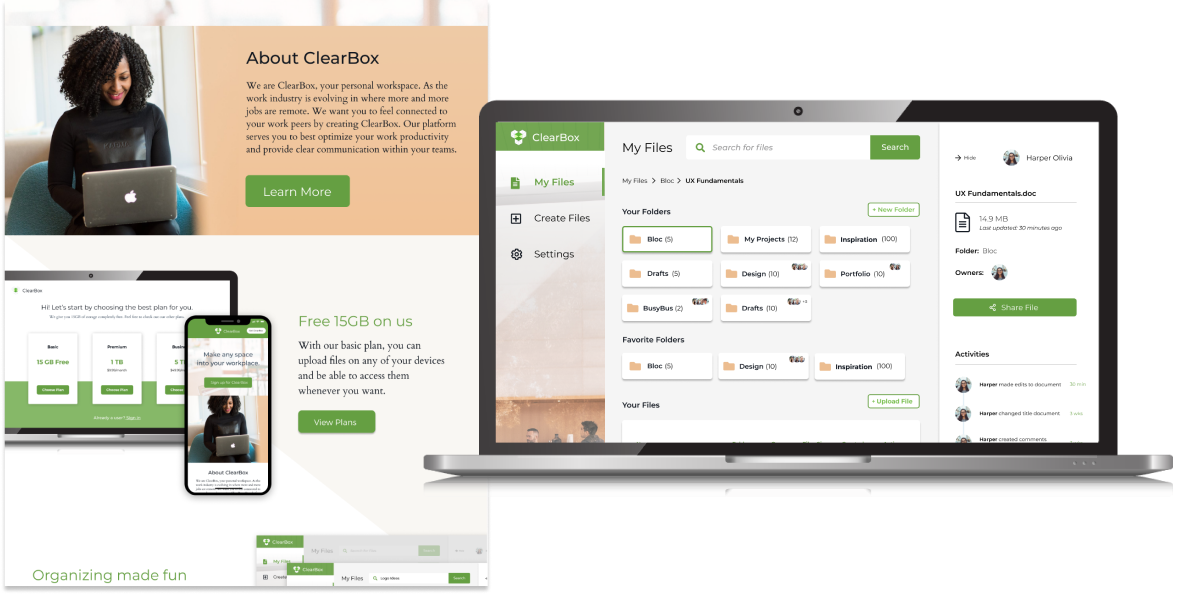 About ClearBox
We are ClearBox, your personal workspace. As the
work industry is evolving in where more and more
jobs are remote. We want you to feel connected to
your work peers by creating ClearBox. Our platform
serves you to best optimize your work productivity
and provide clear communication within your teams.
Learn More
ClearBox
Hi! Let's start by choosing the best plan for you.
Basic
Premium
15 GB Free
1 TB
Choose Plan
Choose Plan
Already a user? Sign in
ClearBox
Make any space
into your workplace.
Sign up for ClearBox
About ClearBox
Free 15GB on us
With our basic plan, you can
upload files on any of your devices
and be able to access them
whenever you want.
View Plans
Organizing made fun
ClearBox
My Files
My Files
Create
ClearBox
My Files
Logo Ideas
Search
ClearBox
My Files
Create Files
Settings
My Files
Search for files
Search
My Files > Bloc > UX Fundamentals
Your Folders
+ New Folder
Bloc (5)
My Projects (12)
Inspiration (100)
Drafts (5)
Design (10)
Portfolio (10)
BusyBus (2)
Drafts (10)
Favorite Folders
Bloc (5)
Design (10)
Inspiration (100)
Your Files
+ Upload File
Hide
Harper Olivia
UX Fundamentals.doc
14.9 MB
Last updated: 30 minutes ago
Folder: Bloc
Owners:
Share File
Activities
Harper made edits to document
30 min
Harper changed title document
3 wks
Harper created comments